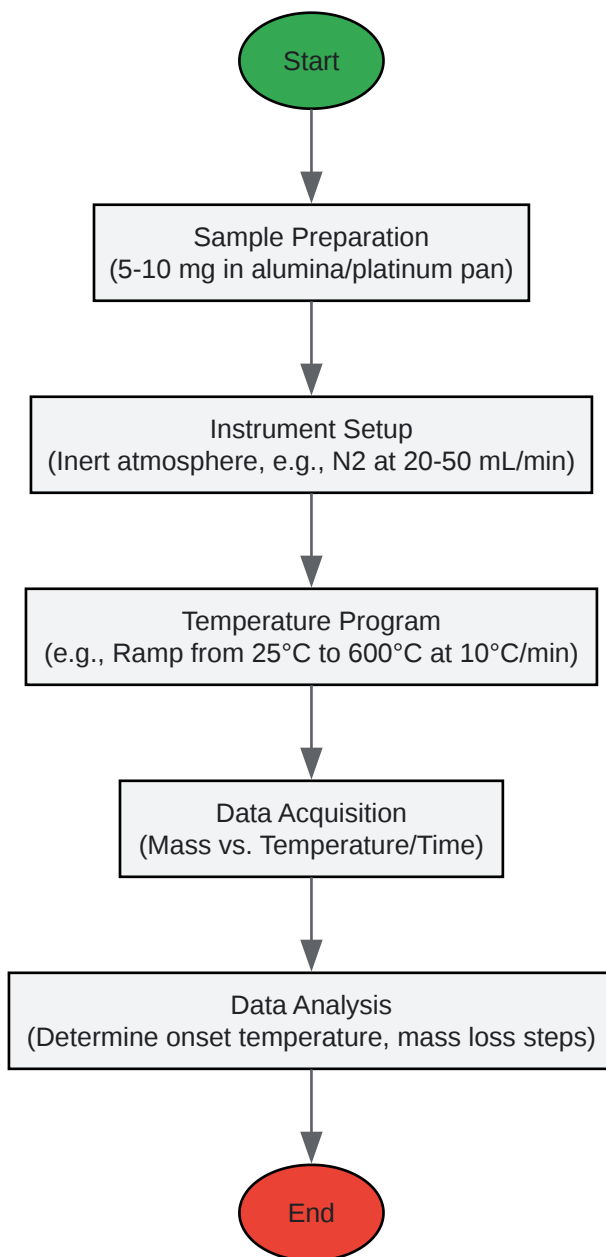 Start
Sample Preparation
(5-10 mg in alumina/platinum pan)
Instrument Setup
(Inert atmosphere, e.g., N2 at 20-50 mL/min)
Temperature Program
(e.g., Ramp from 25°C to 600°C at 10°C/min)
Data Acquisition
(Mass vs. Temperature/Time)
Data Analysis
(Determine onset temperature, mass loss steps)
End